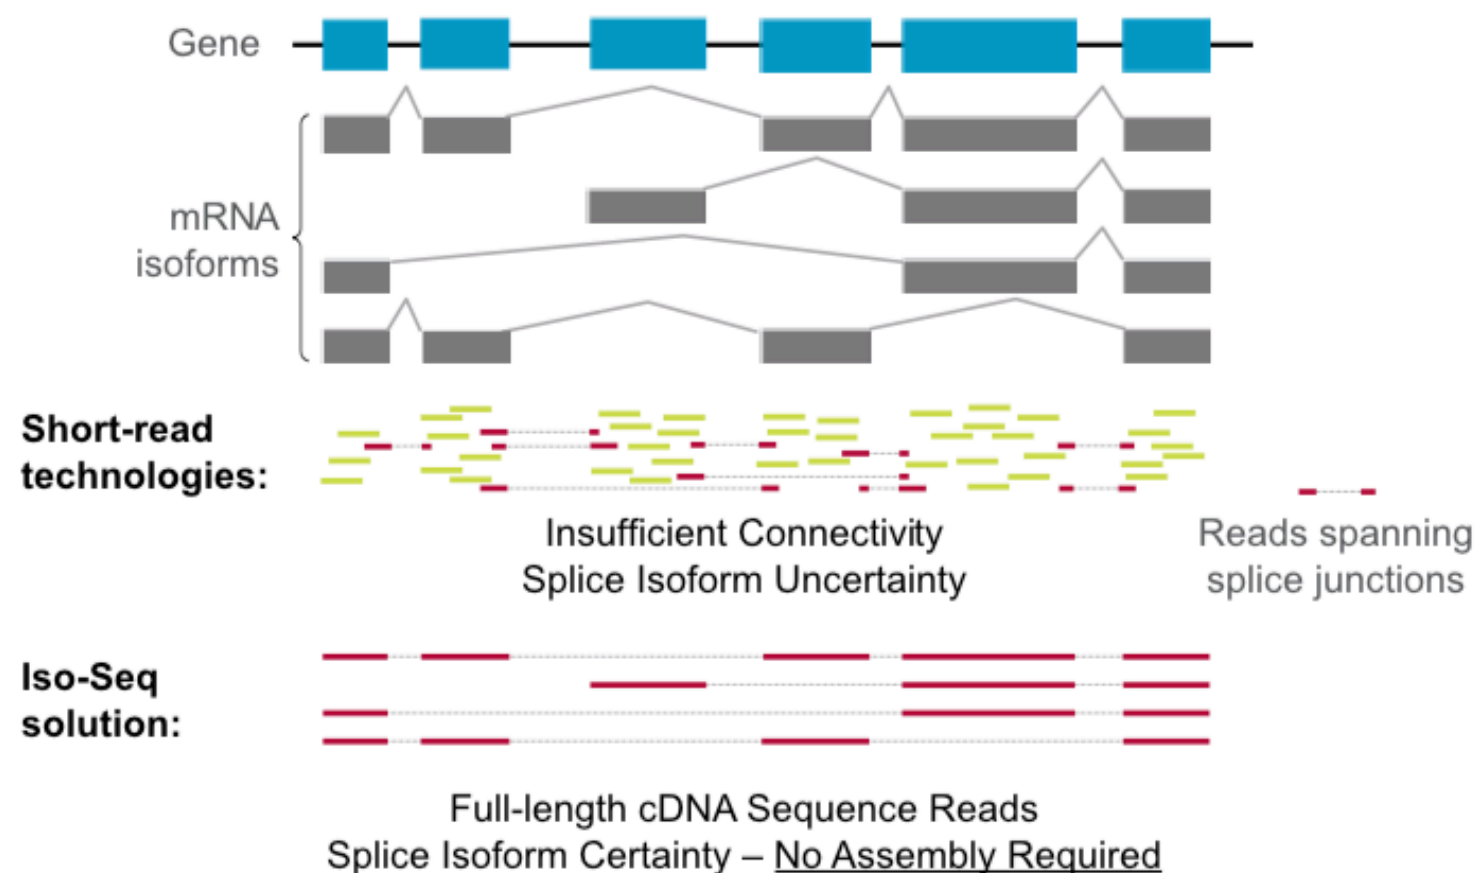 Gene
mRNA
isoforms
Short-read
technologies:
Insufficient Connectivity
Splice Isoform Uncertainty
Reads spanning
splice junctions
Iso-Seq
solution:
Full-length cDNA Sequence Reads
Splice Isoform Certainty – No Assembly Required